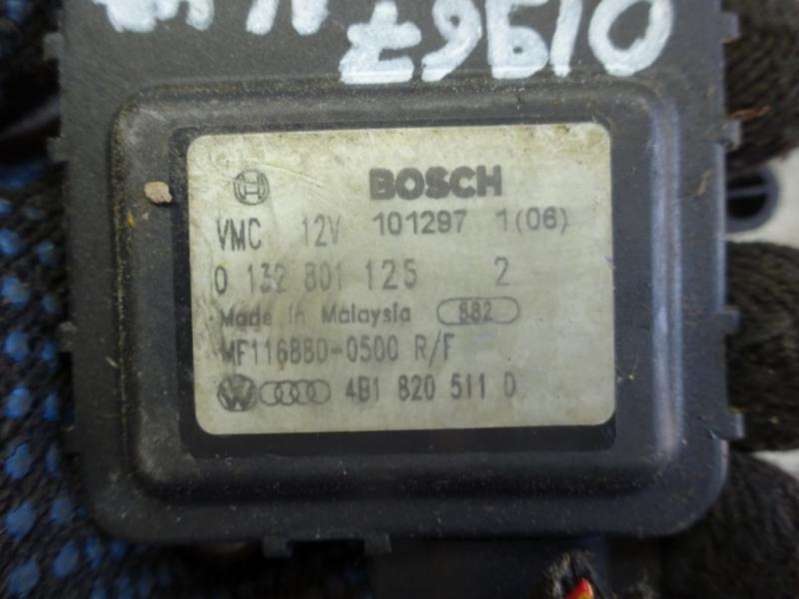 01967
BOSCH
VMC 12V 101297 1(06)
0 132 801 125 2
Made in Malaysia 882
MF116880-0500 R/F
4B1 820 511 D